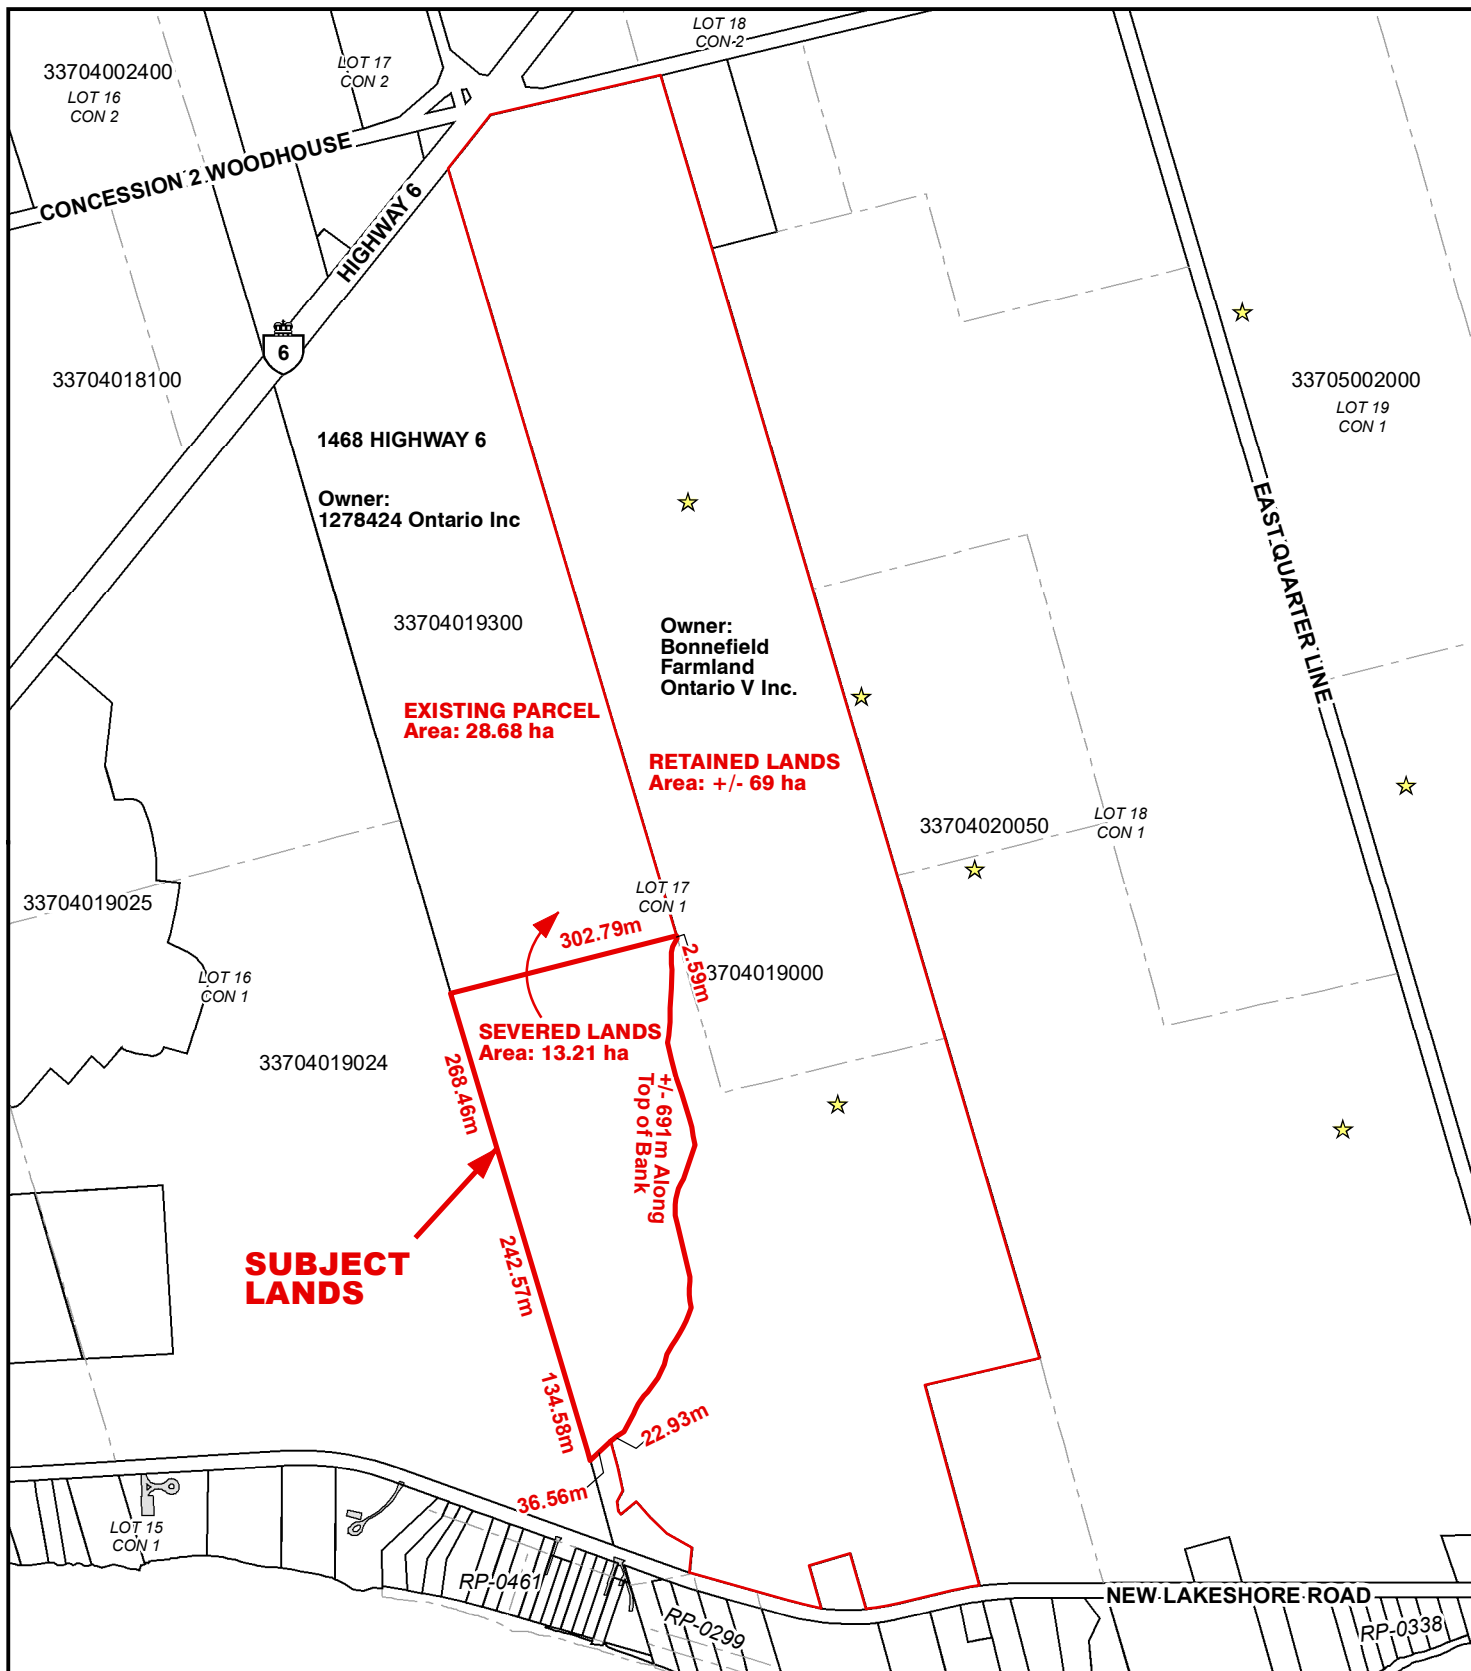 LOT 18
CON 2
33704002400
LOT 16
CON 2
LOT 17
CON 2
CONCESSION 2 WOODHOUSE
HIGHWAY 6
6
33704018100
33705002000
LOT 19
CON 1
1468 HIGHWAY 6
Owner:
1278424 Ontario Inc
EAST QUARTER LINE
33704019300
Owner:
Bonnefield
Farmland
Ontario V Inc.
EXISTING PARCEL
Area: 28.68 ha
RETAINED LANDS
Area: +/- 69 ha
33704020050
LOT 18
CON 1
33704019025
LOT 17
CON 1
302.79m
2.59m
3704019000
LOT 16
CON 1
SEVERED LANDS
Area: 13.21 ha
33704019024
268.46m
+/- 691m Along
Top of Bank
SUBJECT
LANDS
242.57m
134.58m
22.93m
36.56m
LOT 15
CON 1
RP-0461
RP-0299
NEW LAKESHORE ROAD
RP-0338